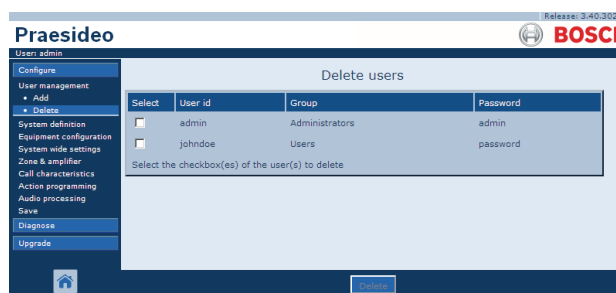 Release: 3.40.302
Praesideo
BOSCH
User: admin
Configure
User management
• Add
• Delete
System definition
Equipment configuration
System wide settings
Zone & amplifier
Call characteristics
Action programming
Audio processing
Save
Diagnose
Upgrade
Delete users
Select User id Group Password
admin Administrators admin
johndoe Users password
Select the checkbox(es) of the user(s) to delete
Delete